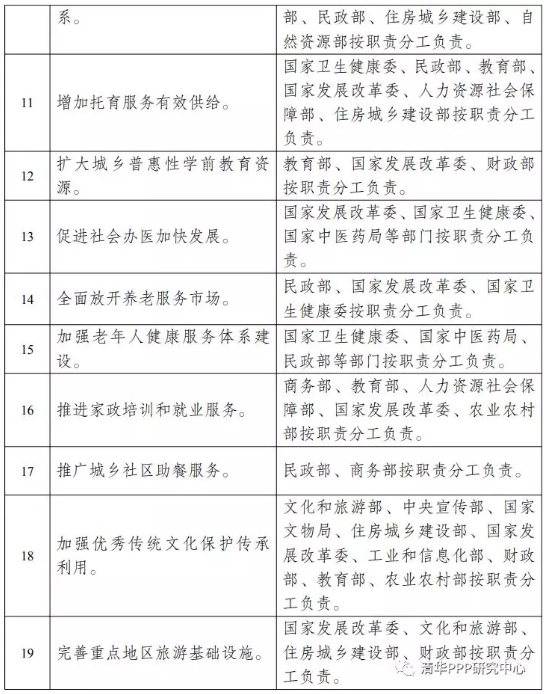 系。
部、民政部、住房城乡建设部、自
然资源部按职责分工负责。
11
增加托育服务有效供给。
国家卫生健康委、民政部、教育部、
国家发展改革委、人力资源社会保
障部、住房城乡建设部按职责分工
负责。
12
扩大城乡普惠性学前教育资
源。
教育部、国家发展改革委、财政部
按职责分工负责。
13
促进社会办医加快发展。
国家发展改革委、国家卫生健康委、
国家中医药局等部门按职责分工负
责。
14
全面放开养老服务市场。
民政部、国家发展改革委、国家卫
生健康委按职责分工负责。
15
加强老年人健康服务体系建
设。
国家卫生健康委、国家中医药局、
民政部等部门按职责分工负责。
16
推进家政培训和就业服务。
商务部、教育部、人力资源社会保
障部、国家发展改革委、农业农村
部按职责分工负责。
17
推广城乡社区助餐服务。
民政部、商务部按职责分工负责。
18
加强优秀传统文化保护传承
利用。
文化和旅游部、中央宣传部、国家
文物局、住房城乡建设部、国家发
展改革委、工业和信息化部、财政
部、教育部、农业农村部按职责分
工负责。
19
完善重点地区旅游基础设施。
国家发展改革委、文化和旅游部、
住房城乡建设部、财政部按职责分
工负责。
清华PPP研究中心